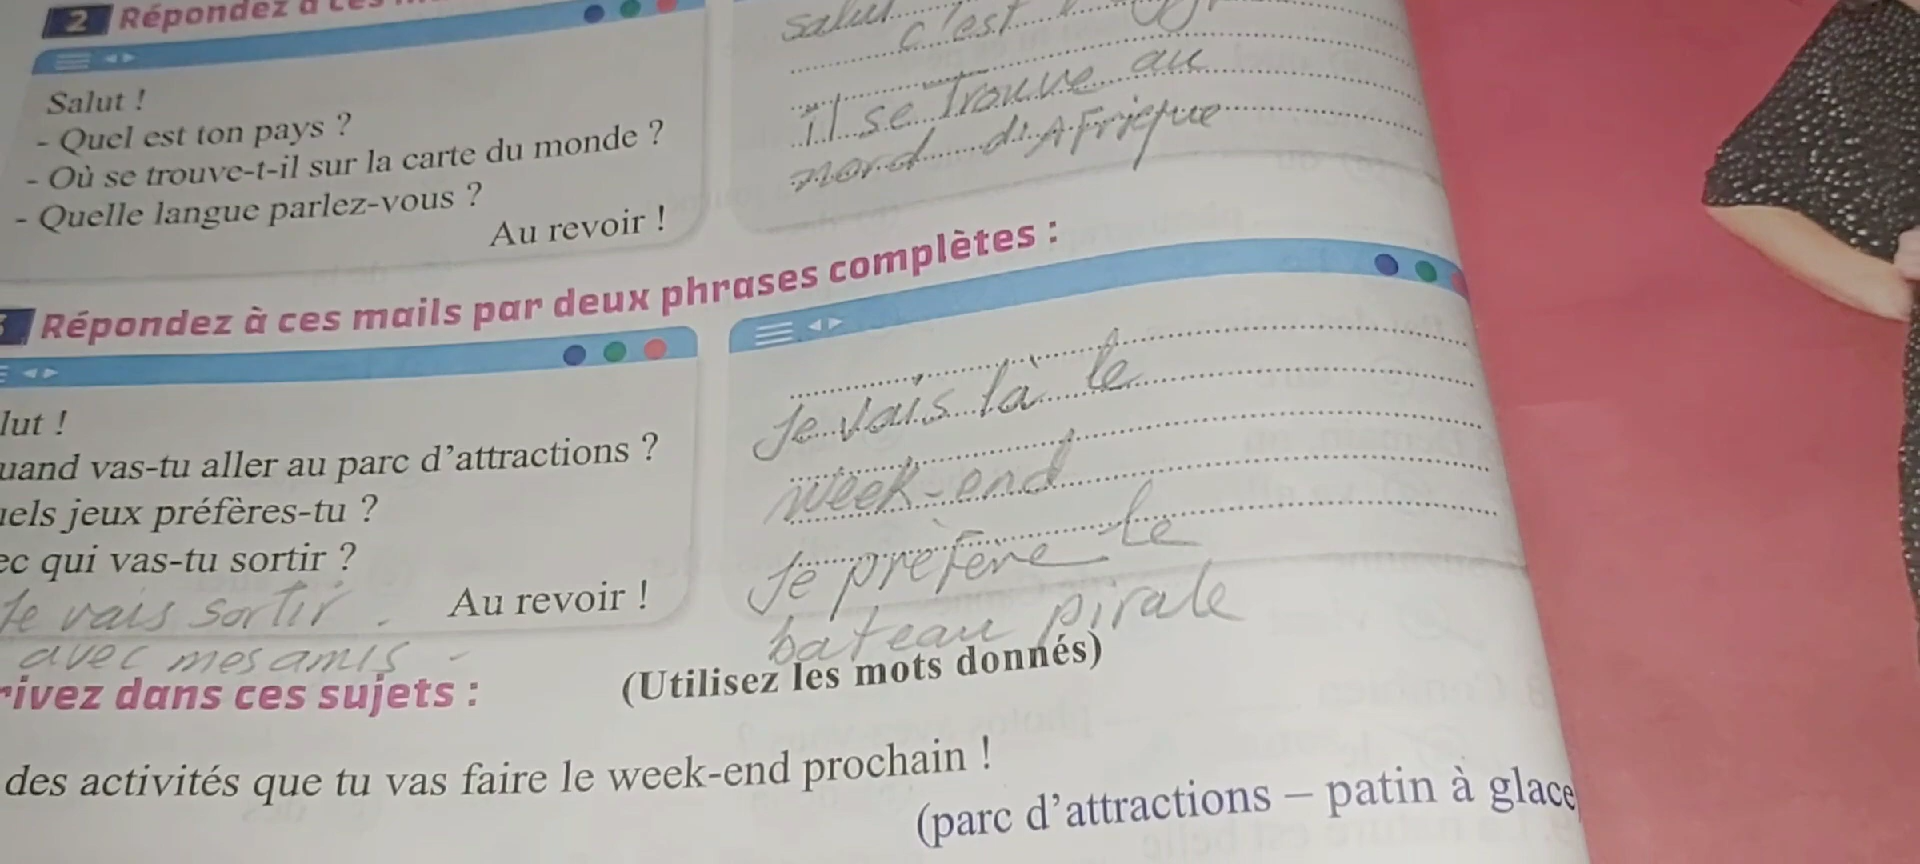 2 Répondez à ces
Salut !
- Quel est ton pays ?
- Où se trouve-t-il sur la carte du monde ?
- Quelle langue parlez-vous ?
Au revoir !
salut
c'est
il se trouve au
nord d'Afrique
Répondez à ces mails par deux phrases complètes :
lut !
uand vas-tu aller au parc d'attractions ?
uels jeux préfères-tu ?
ec qui vas-tu sortir ?
Au revoir !
Je vais sortir
avec mes amis
Je vais là le
week-end
Je préfère le
bateau pirate
rivez dans ces sujets :
(Utilisez les mots donnés)
des activités que tu vas faire le week-end prochain !
(parc d'attractions – patin à glace